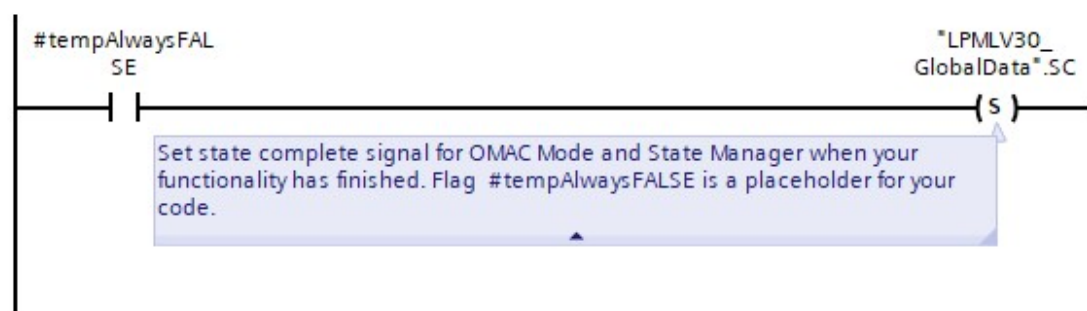 #tempAlwaysFAL
SE
"LPMLV30_
GlobalData".SC
S
Set state complete signal for OMAC Mode and State Manager when your
functionality has finished. Flag #tempAlwaysFALSE is a placeholder for your
code.